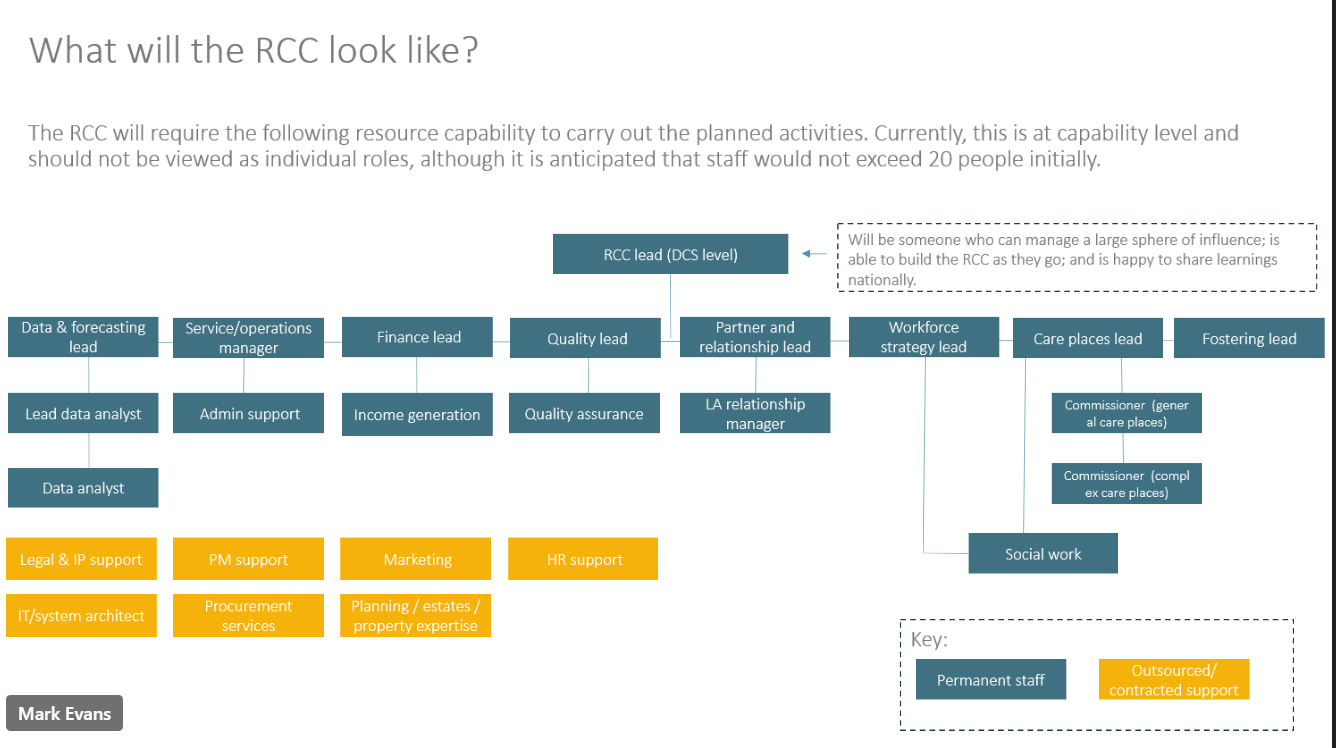 What will the RCC look like?
The RCC will require the following resource capability to carry out the planned activities. Currently, this is at capability level and
should not be viewed as individual roles, although it is anticipated that staff would not exceed 20 people initially.
RCC lead (DCS level)
Will be someone who can manage a large sphere of influence; is
able to build the RCC as they go; and is happy to share learnings
nationally.
Data & forecasting
lead
Service/operations
manager
Finance lead
Quality lead
Partner and
relationship lead
Workforce
strategy lead
Care places lead
Fostering lead
Lead data analyst
Admin support
Income generation
Quality assurance
LA relationship
manager
Commissioner (gener
al care places)
Data analyst
Commissioner (compl
ex care places)
Legal & IP support
PM support
Marketing
HR support
Social work
IT/system architect
Procurement
services
Planning / estates /
property expertise
Key:
Permanent staff
Outsourced/
contracted support
Mark Evans